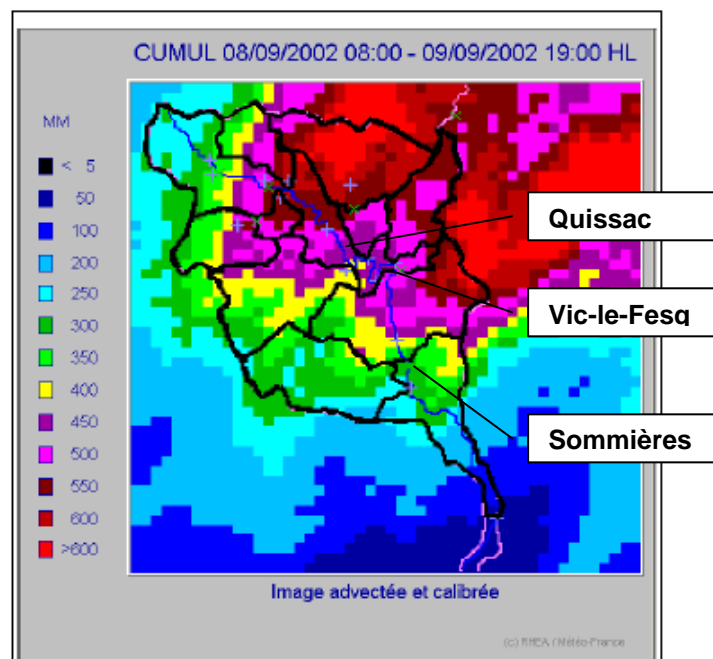 CUMUL 08/09/2002 08:00 - 09/09/2002 19:00 HL
MM
< 5
50
100
200
250
300
350
400
450
500
550
600
>600
Quissac
Vic-le-Fesq
Sommières
Image advectée et calibrée
(c) RHEA / Météo-France